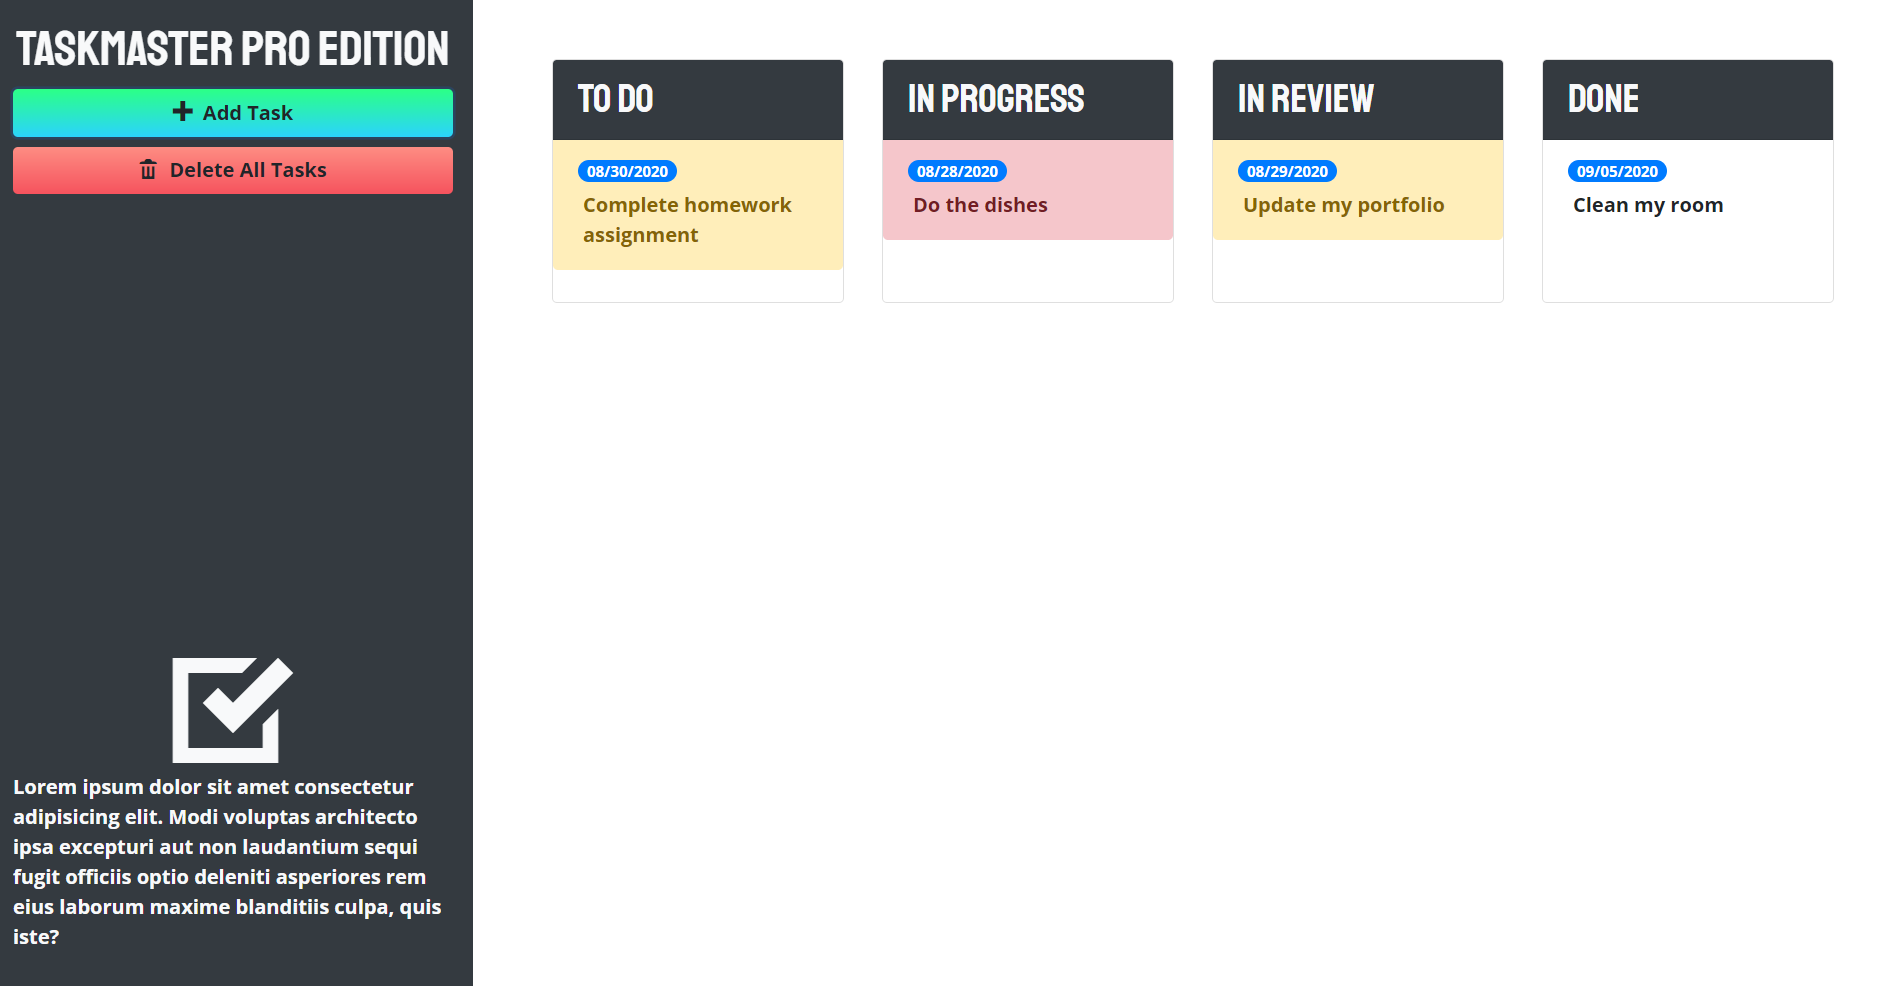 TASKMASTER PRO EDITION
Add Task
Delete All Tasks
Lorem ipsum dolor sit amet consectetur
adipisicing elit. Modi voluptas architecto
ipsa excepturi aut non laudantium sequi
fugit officiis optio deleniti asperiores rem
eius laborum maxime blanditiis culpa, quis
iste?
TO DO
08/30/2020
Complete homework
assignment
IN PROGRESS
08/28/2020
Do the dishes
IN REVIEW
08/29/2020
Update my portfolio
DONE
09/05/2020
Clean my room